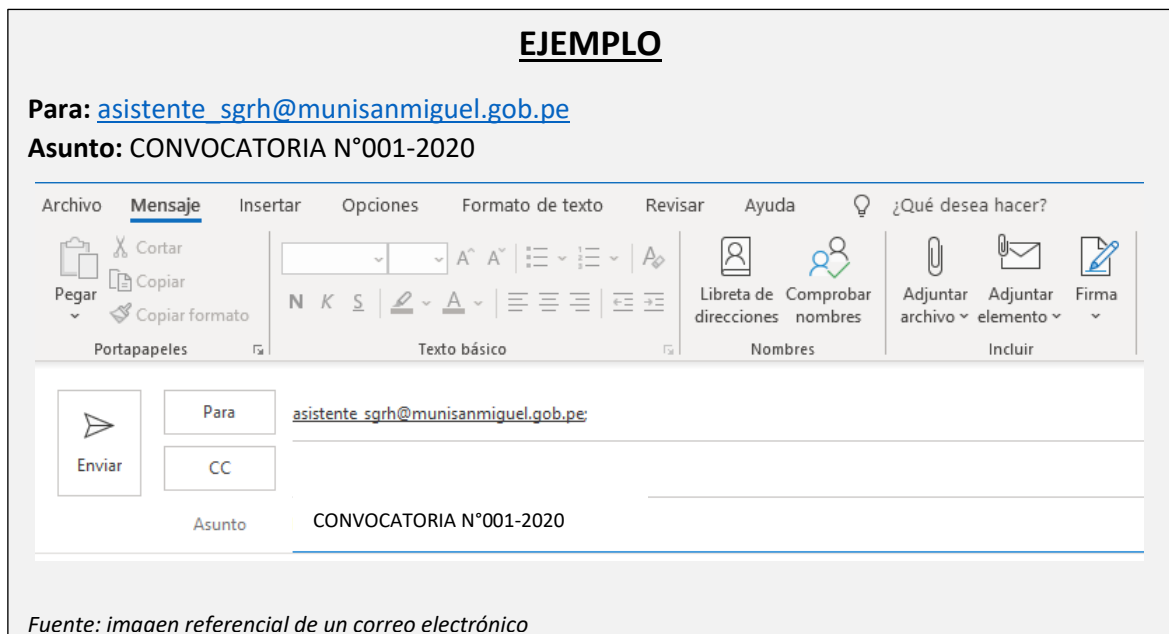 EJEMPLO
Para: asistente_sgrh@munisanmiguel.gob.pe
Asunto: CONVOCATORIA N°001-2020
Archivo Mensaje Insertar Opciones Formato de texto Revisar Ayuda ¿Qué desea hacer?
Pegar
Cortar
Copiar
Copiar formato
Portapapeles
N K S A
Texto básico
Libreta de direcciones
Comprobar nombres
Nombres
Adjuntar archivo
Adjuntar elemento
Firma
Incluir
Enviar
Para asistente_sgrh@munisanmiguel.gob.pe;
CC
Asunto CONVOCATORIA N°001-2020
Fuente: imagen referencial de un correo electrónico